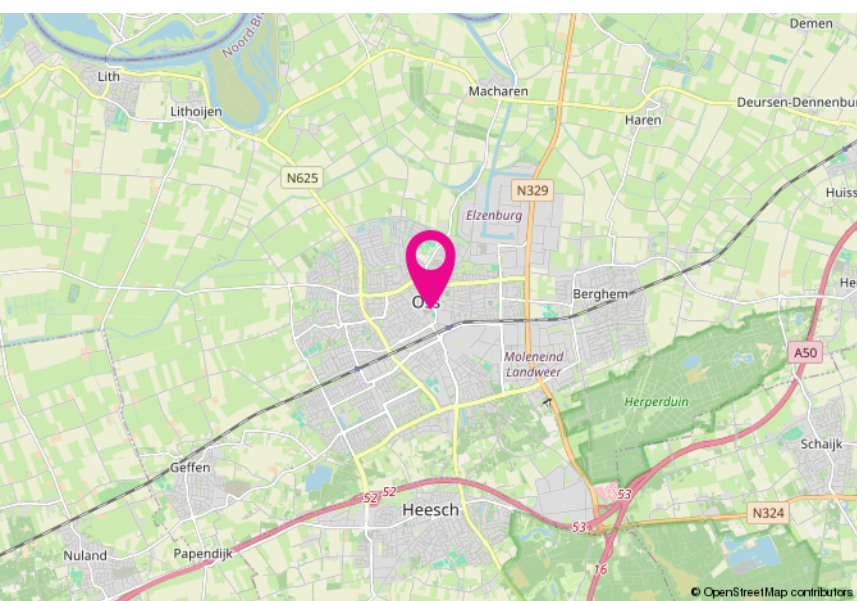 Demen
Noord-Br
Lith
Macharen
Lithoijen
Deursen-Dennenbu
Haren
N625
N329
Huiss
Elzenburg
Berghem
He
Oss
A50
Moleneind
Landweer
Herperduin
Schaijk
Geffen
52
52
53
Heesch
N324
53
Nuland
Papendijk
16
© OpenStreetMap contributors